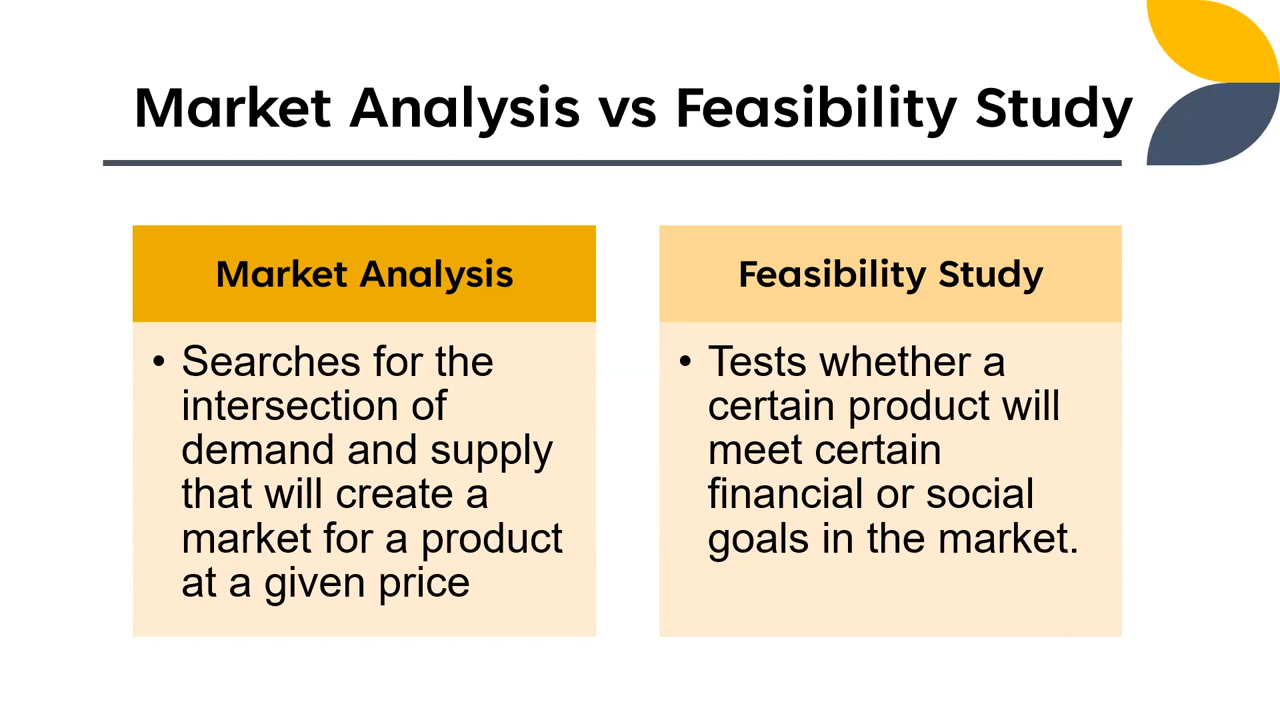 Market Analysis vs Feasibility Study
Market Analysis
• Searches for the
intersection of
demand and supply
that will create a
market for a product
at a given price
Feasibility Study
• Tests whether a
certain product will
meet certain
financial or social
goals in the market.